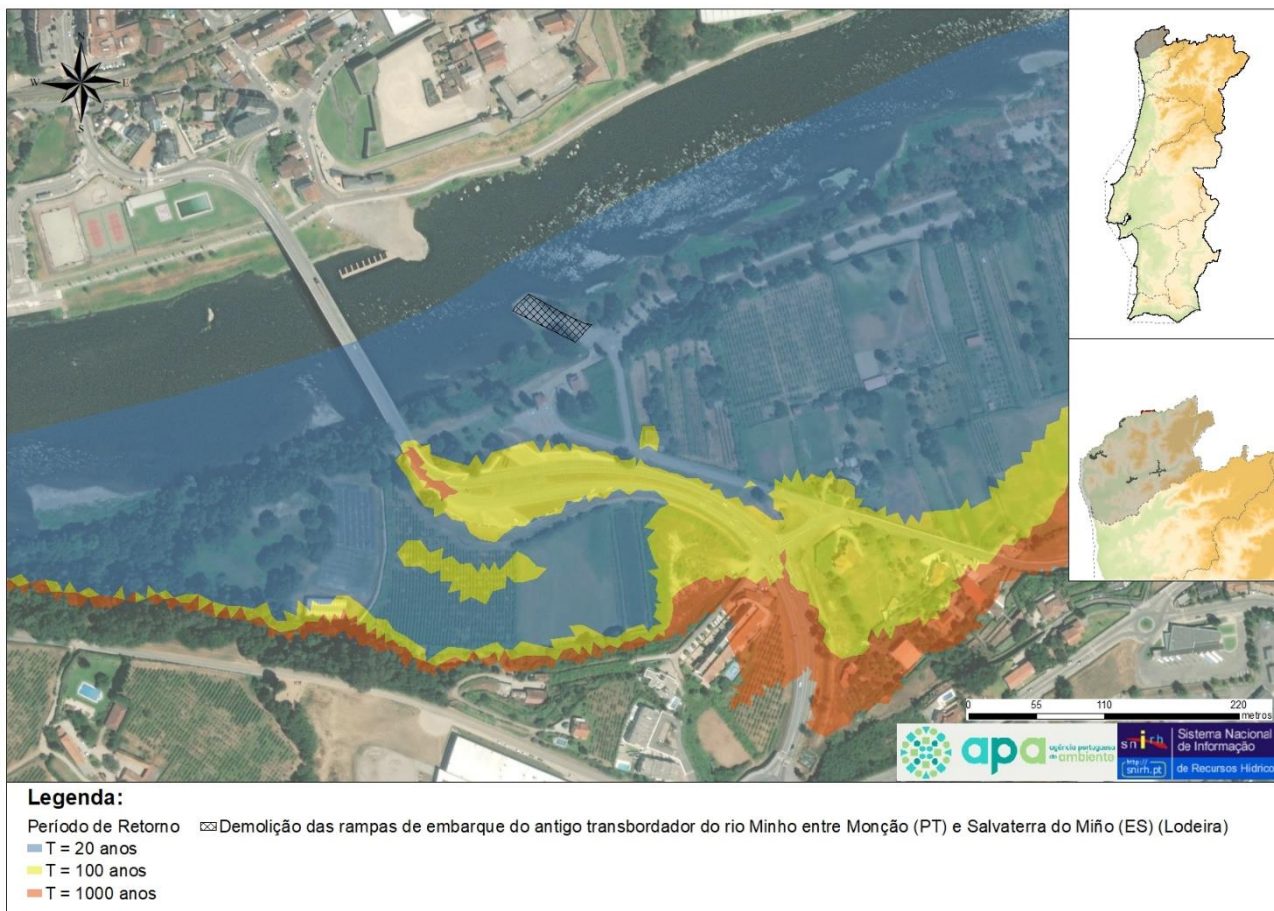 N
W E
S
0 55 110 220
metros
apa agência portuguesa
do ambiente
snirh
Sistema Nacional
de Informação
http://
snirh.pt
de Recursos Hídricos
Legenda:
Período de Retorno
Demolição das rampas de embarque do antigo transbordador do rio Minho entre Monção (PT) e Salvaterra do Miño (ES) (Lodeira)
T = 20 anos
T = 100 anos
T = 1000 anos